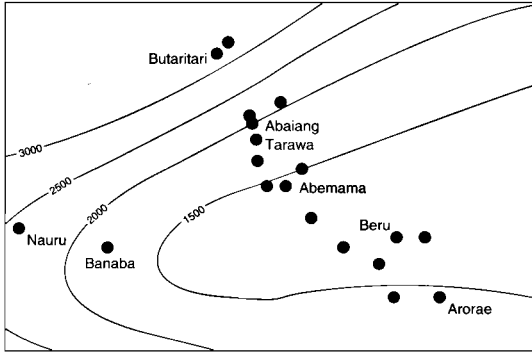 Butaritari
Abaiang
Tarawa
3000
2500
Abemama
2000
1500
Nauru
Beru
Banaba
Arorae